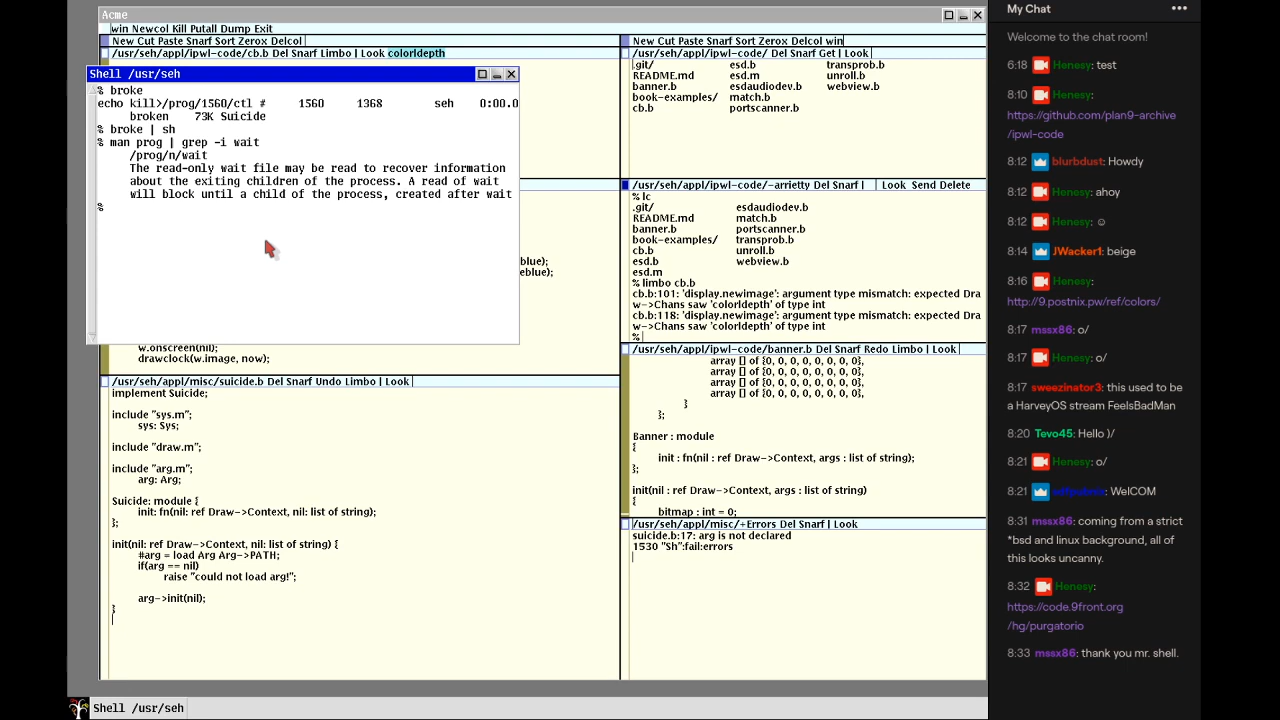 Acme
win Newcol Kill Putall Dump Exit
New Cut Paste Snarf Sort Zerox Delcol
/usr/seh/appl/ipwl-code/cb.b Del Snarf Limbo | Look colorIdepth
Shell /usr/seh
% broke
echo kill>/prog/1560/ctl # 1560 1368 seh 0:00.0
broken 73K Suicide
% broke | sh
% man prog | grep -i wait
/prog/n/wait
The read-only wait file may be read to recover information
about the exiting children of the process. A read of wait
will block until a child of the process, created after wait
%
blue);
eblue);
w.onscreen(nil);
drawclock(w.image, now);
/usr/seh/appl/misc/suicide.b Del Snarf Undo Limbo | Look
implement Suicide;
include "sys.m";
sys: Sys;
include "draw.m";
include "arg.m";
arg: Arg;
Suicide: module {
init: fn(nil: ref Draw->Context, nil: list of string);
};
init(nil: ref Draw->Context, nil: list of string) {
#arg = load Arg Arg->PATH;
if(arg == nil)
raise "could not load arg!";
arg->init(nil);
}
New Cut Paste Snarf Sort Zerox Delcol win
/usr/seh/appl/ipwl-code/ Del Snarf Get | Look
.git/ esd.b transprob.b
README.md esd.m unroll.b
banner.b esdaudiodev.b webview.b
book-examples/ match.b
cb.b portscanner.b
/usr/seh/appl/ipwl-code/-arrietty Del Snarf | | Look Send Delete
% lc
.git/ esdaudiodev.b
README.md match.b
banner.b portscanner.b
book-examples/ transprob.b
cb.b unroll.b
esd.b webview.b
esd.m
% limbo cb.b
cb.b:101: 'display.newimage': argument type mismatch: expected Dra
w->Chans saw 'colorIdepth' of type int
cb.b:118: 'display.newimage': argument type mismatch: expected Dra
w->Chans saw 'colorIdepth' of type int
%
/usr/seh/appl/ipwl-code/banner.b Del Snarf Redo Limbo | Look
array [] of {0, 0, 0, 0, 0, 0, 0},
array [] of {0, 0, 0, 0, 0, 0, 0},
array [] of {0, 0, 0, 0, 0, 0, 0},
array [] of {0, 0, 0, 0, 0, 0, 0},
}
};
Banner : module
{
init : fn(nil : ref Draw->Context, args : list of string);
};
init(nil : ref Draw->Context, args : list of string)
{
bitmap : int = 0;
/usr/seh/appl/misc/+Errors Del Snarf | Look
suicide.b:17: arg is not declared
1530 "Sh":fail:errors
Shell /usr/seh
My Chat
Welcome to the chat room!
6:18 Henesy: test
8:10 Henesy:
https://github.com/plan9-archive
/ipwl-code
8:12 blurbdust: Howdy
8:12 Henesy: ahoy
8:12 Henesy: ☺
8:14 JWacker1: beige
8:16 Henesy:
http://9.postnix.pw/ref/colors/
8:17 mssx86: o/
8:17 Henesy: o/
8:17 sweezinator3: this used to be
a HarveyOS stream FeelsBadMan
8:20 Tevo45: Hello )/
8:21 Henesy: o/
8:21 : WelCOM
8:31 mssx86: coming from a strict
*bsd and linux background, all of
this looks uncanny.
8:32 Henesy:
https://code.9front.org
/hg/purgatorio
8:33 mssx86: thank you mr. shell.